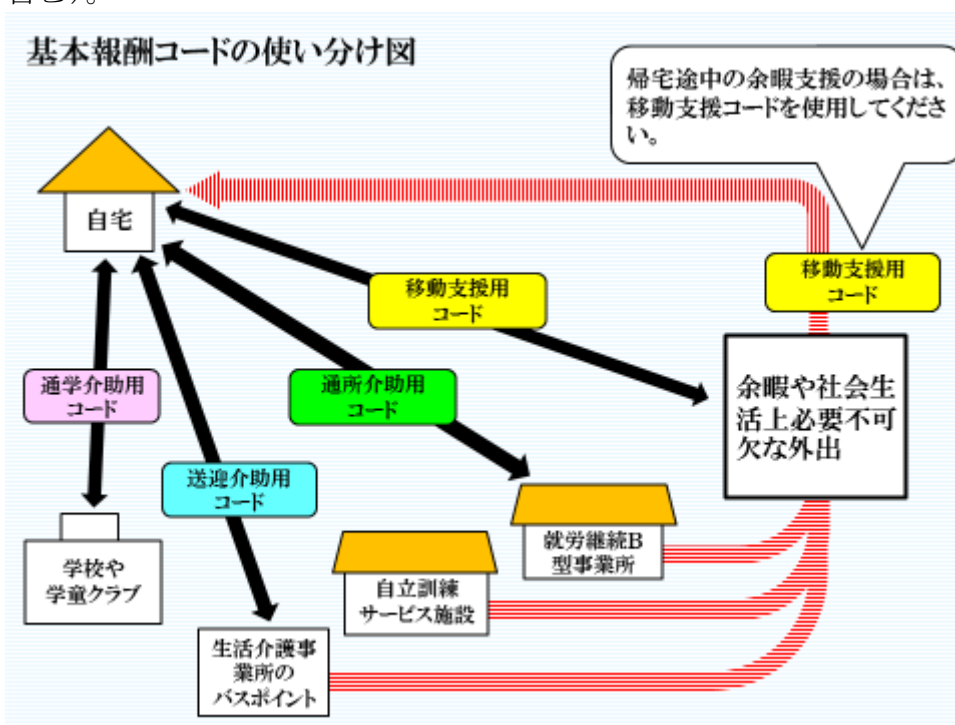 基本報酬コードの使い分け図
帰宅途中の余暇支援の場合は、
移動支援コードを使用してくださ
い。
自宅
移動支援用
コード
移動支援用
コード
通学介助用
コード
通所介助用
コード
余暇や社会生
活上必要不可
欠な外出
送迎介助用
コード
学校や
学童クラブ
自立訓練
サービス施設
就労継続B
型事業所
生活介護事
業所の
バスポイント